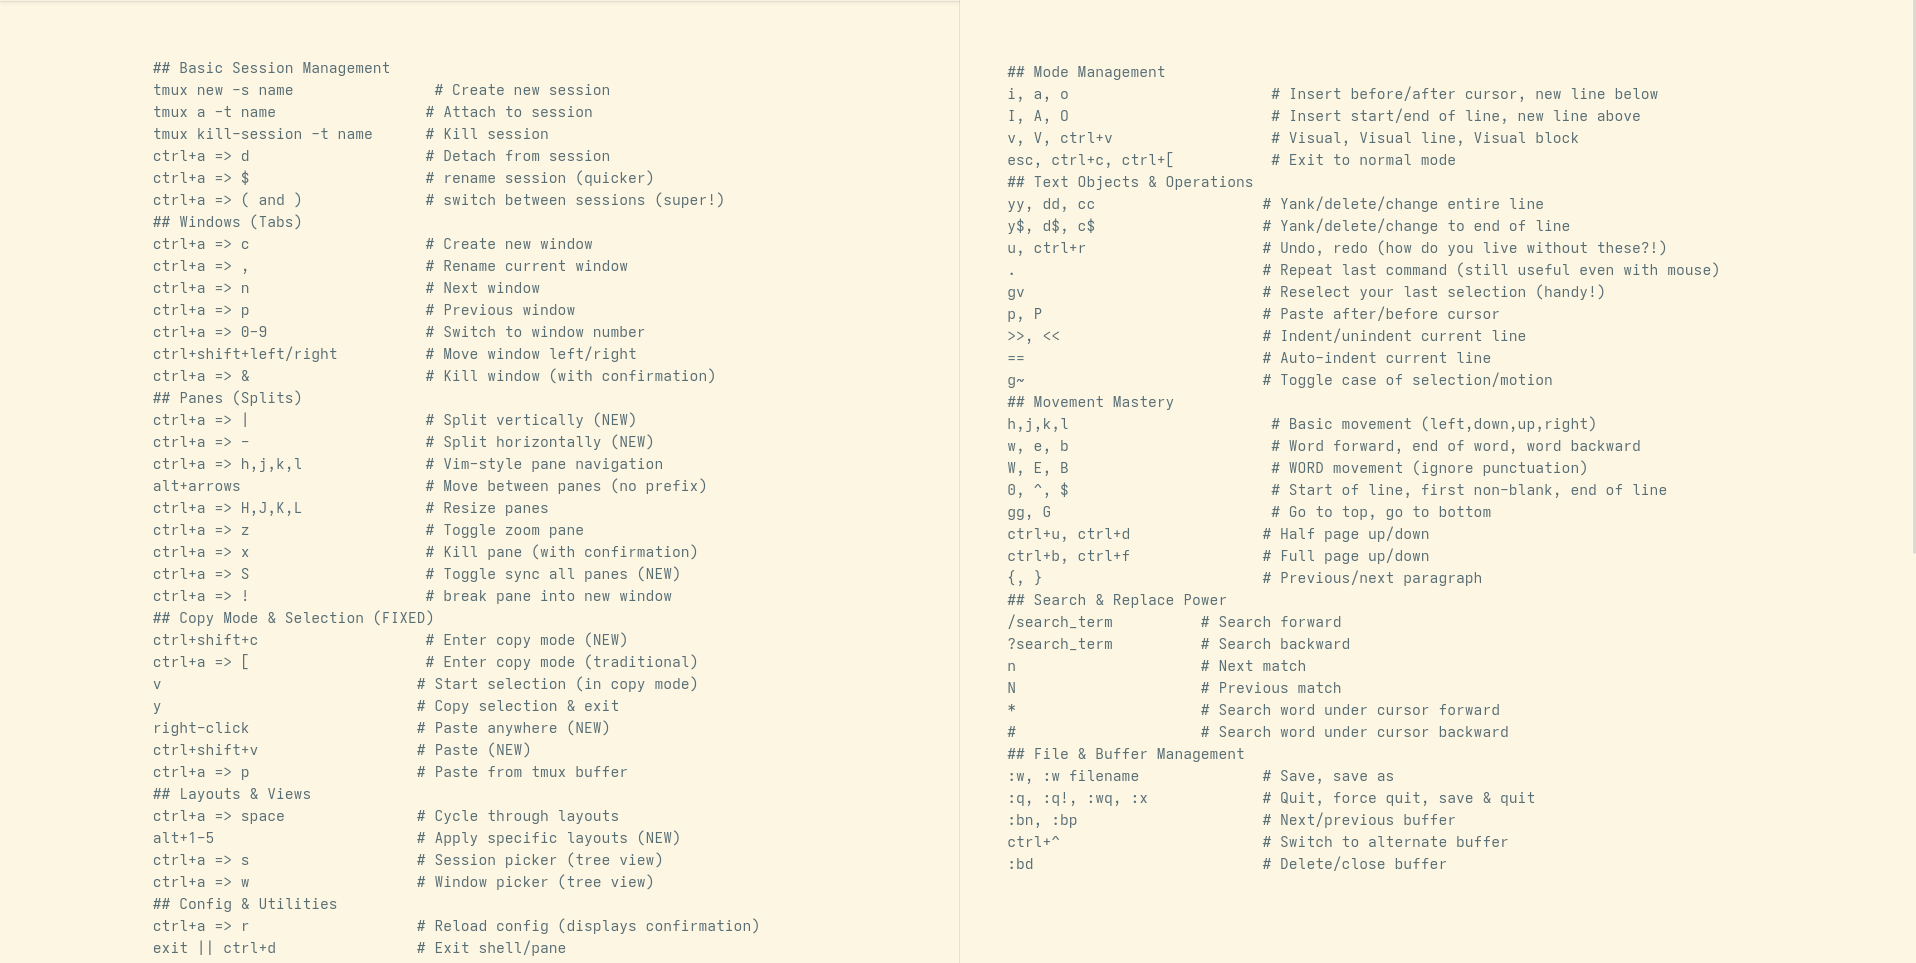 ## Basic Session Management
tmux new -s name                # Create new session
tmux a -t name                 # Attach to session
tmux kill-session -t name      # Kill session
ctrl+a => d                    # Detach from session
ctrl+a => $                    # rename session (quicker)
ctrl+a => ( and )              # switch between sessions (super!)
## Windows (Tabs)
ctrl+a => c                    # Create new window
ctrl+a => ,                    # Rename current window
ctrl+a => n                    # Next window
ctrl+a => p                    # Previous window
ctrl+a => 0-9                  # Switch to window number
ctrl+shift+left/right          # Move window left/right
ctrl+a => &                    # Kill window (with confirmation)
## Panes (Splits)
ctrl+a => |                    # Split vertically (NEW)
ctrl+a => -                    # Split horizontally (NEW)
ctrl+a => h,j,k,l              # Vim-style pane navigation
alt+arrows                     # Move between panes (no prefix)
ctrl+a => H,J,K,L              # Resize panes
ctrl+a => z                    # Toggle zoom pane
ctrl+a => x                    # Kill pane (with confirmation)
ctrl+a => S                    # Toggle sync all panes (NEW)
ctrl+a => !                    # break pane into new window
## Copy Mode & Selection (FIXED)
ctrl+shift+c                   # Enter copy mode (NEW)
ctrl+a => [                    # Enter copy mode (traditional)
v                             # Start selection (in copy mode)
y                             # Copy selection & exit
right-click                   # Paste anywhere (NEW)
ctrl+shift+v                  # Paste (NEW)
ctrl+a => p                   # Paste from tmux buffer
## Layouts & Views
ctrl+a => space               # Cycle through layouts
alt+1-5                       # Apply specific layouts (NEW)
ctrl+a => s                   # Session picker (tree view)
ctrl+a => w                   # Window picker (tree view)
## Config & Utilities
ctrl+a => r                   # Reload config (displays confirmation)
exit || ctrl+d                # Exit shell/pane
## Mode Management
i, a, o                       # Insert before/after cursor, new line below
I, A, O                       # Insert start/end of line, new line above
v, V, ctrl+v                  # Visual, Visual line, Visual block
esc, ctrl+c, ctrl+[           # Exit to normal mode
## Text Objects & Operations
yy, dd, cc                   # Yank/delete/change entire line
y$, d$, c$                   # Yank/delete/change to end of line
u, ctrl+r                    # Undo, redo (how do you live without these?!)
.                            # Repeat last command (still useful even with mouse)
gv                           # Reselect your last selection (handy!)
p, P                         # Paste after/before cursor
>>, <<                       # Indent/unindent current line
==                           # Auto-indent current line
g~                           # Toggle case of selection/motion
## Movement Mastery
h,j,k,l                       # Basic movement (left,down,up,right)
w, e, b                       # Word forward, end of word, word backward
W, E, B                       # WORD movement (ignore punctuation)
0, ^, $                       # Start of line, first non-blank, end of line
gg, G                         # Go to top, go to bottom
ctrl+u, ctrl+d               # Half page up/down
ctrl+b, ctrl+f               # Full page up/down
{, }                         # Previous/next paragraph
## Search & Replace Power
/search_term          # Search forward
?search_term          # Search backward
n                     # Next match
N                     # Previous match
*                     # Search word under cursor forward
#                     # Search word under cursor backward
## File & Buffer Management
:w, :w filename              # Save, save as
:q, :q!, :wq, :x             # Quit, force quit, save & quit
:bn, :bp                     # Next/previous buffer
ctrl+^                       # Switch to alternate buffer
:bd                          # Delete/close buffer